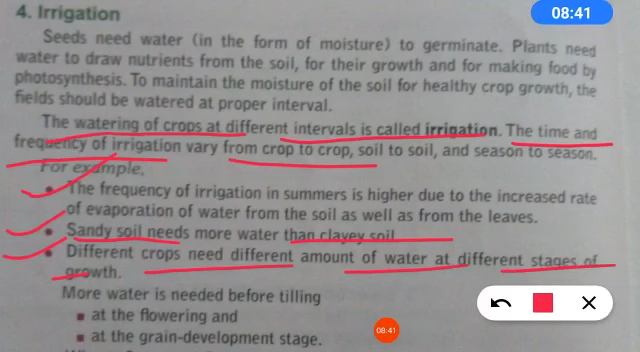 08:41
4. Irrigation
Seeds need water (in the form of moisture) to germinate. Plants need
water to draw nutrients from the soil, for their growth and for making food by
photosynthesis. To maintain the moisture of the soil for healthy crop growth, the
fields should be watered at proper interval.
The watering of crops at different intervals is called irrigation. The time and
frequency of irrigation vary from crop to crop, soil to soil, and season to season.
For example,
• The frequency of irrigation in summers is higher due to the increased rate
of evaporation of water from the soil as well as from the leaves.
• Sandy soil needs more water than clayey soil
• Different crops need different amount of water at different stages of
growth.
More water is needed before tilling
▪ at the flowering and
08:41
▪ at the grain-development stage.